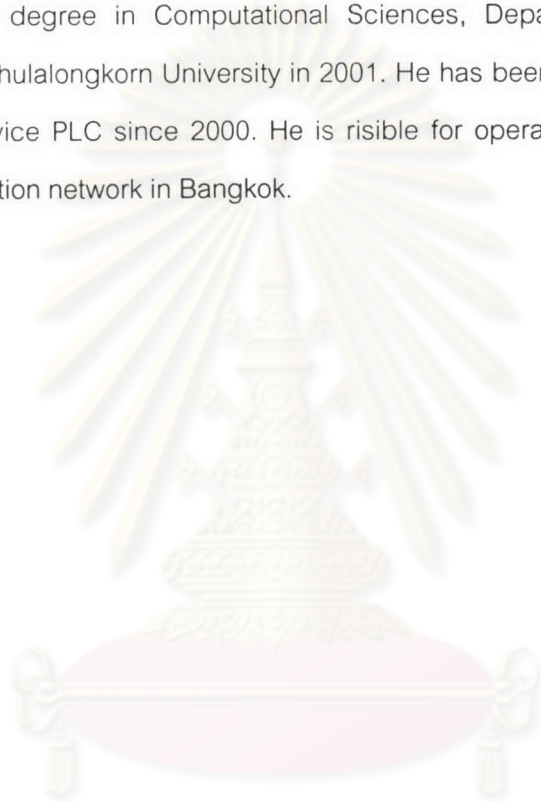 degree in Computational Sciences, Depa
hulalongkorn University in 2001. He has been
vice PLC since 2000. He is risible for opera
tion network in Bangkok.